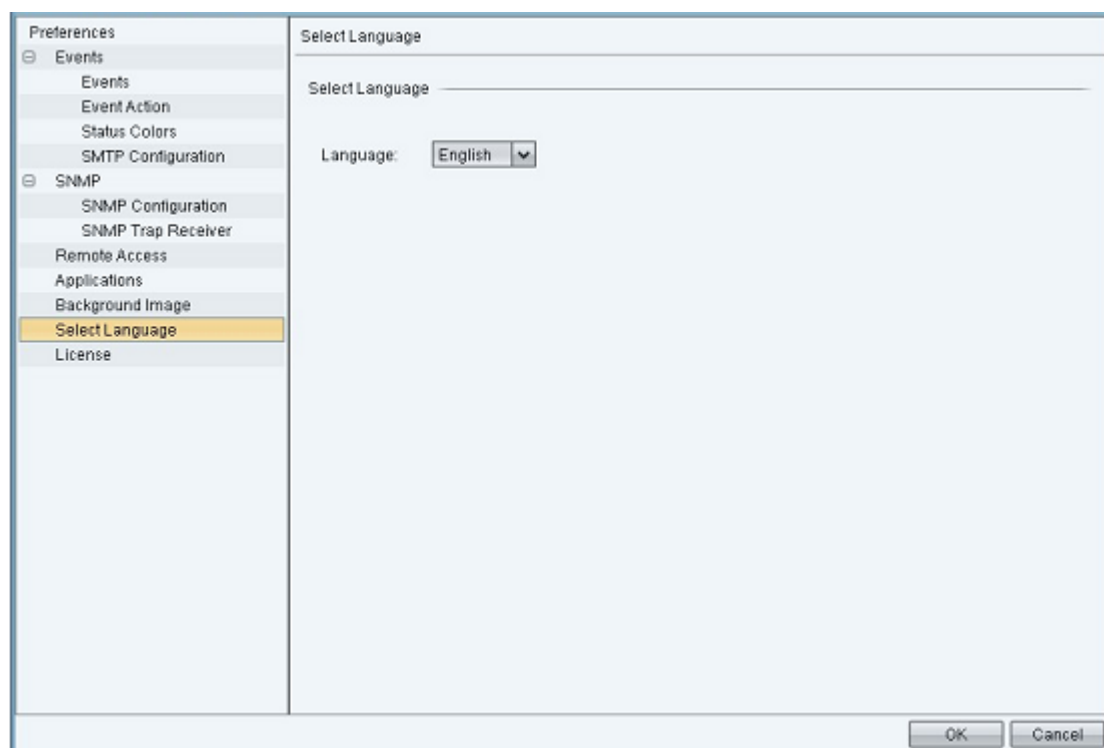 Preferences
Events
Events
Event Action
Status Colors
SMTP Configuration
SNMP
SNMP Configuration
SNMP Trap Receiver
Remote Access
Applications
Background Image
Select Language
License
Select Language
Select Language
Language:
English
OK
Cancel